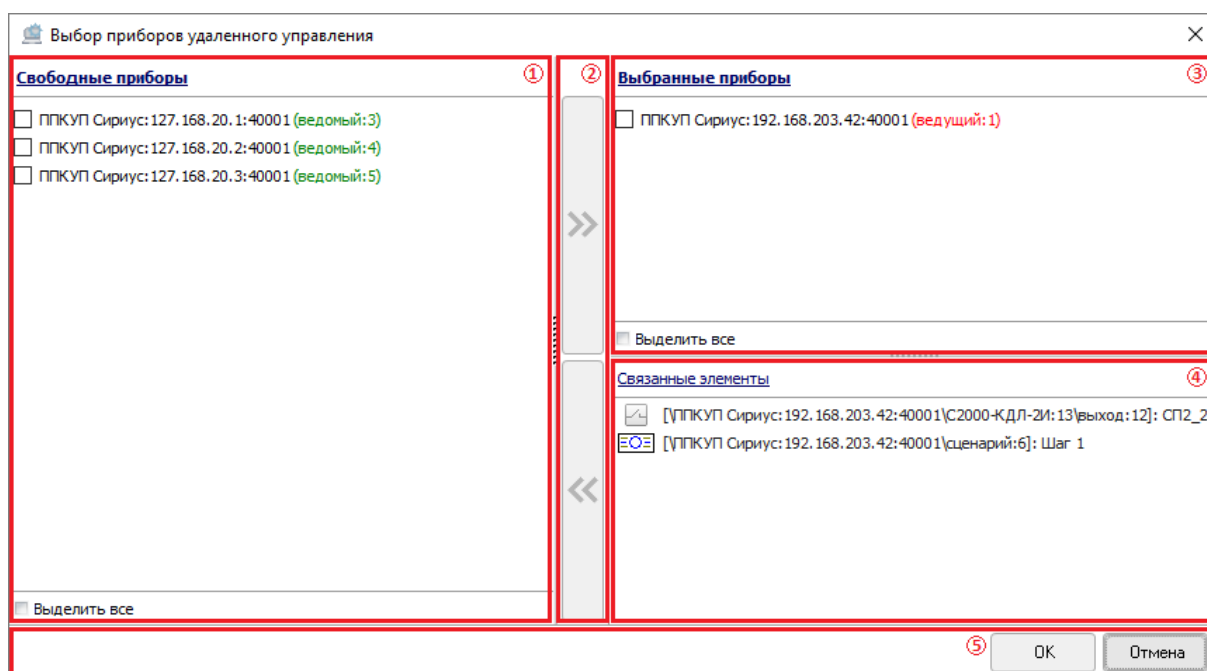 Выбор приборов удаленного управления
Свободные приборы ①
ППКУП Сириус:127.168.20.1:40001 (ведомый:3)
ППКУП Сириус:127.168.20.2:40001 (ведомый:4)
ППКУП Сириус:127.168.20.3:40001 (ведомый:5)
Выделить все
②
Выбранные приборы ③
ППКУП Сириус:192.168.203.42:40001 (ведущий:1)
Выделить все
Связанные элементы ④
[\ППКУП Сириус:192.168.203.42:40001\С2000-КДЛ-2И:13\выход:12]: СП2_2
[\ППКУП Сириус:192.168.203.42:40001\сценарий:6]: Шаг 1
⑤ OK Отмена